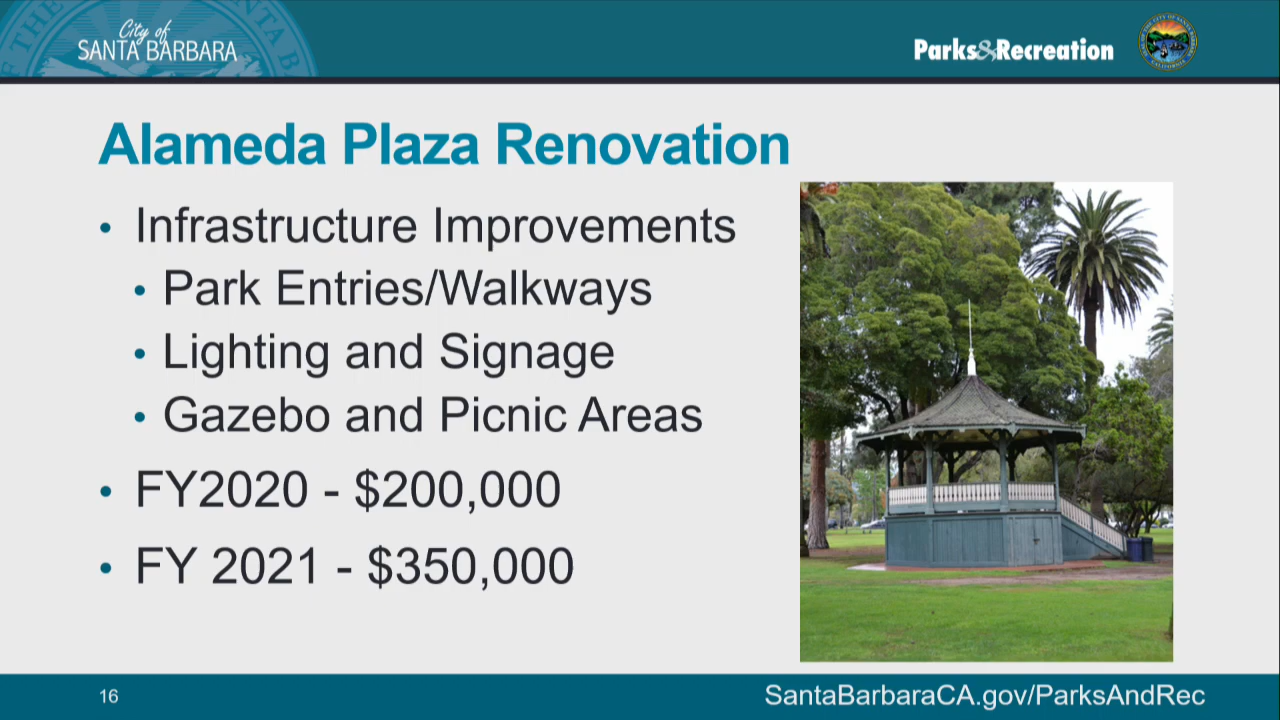 City of
SANTA BARBARA
Parks&Recreation
Alameda Plaza Renovation
• Infrastructure Improvements
• Park Entries/Walkways
• Lighting and Signage
• Gazebo and Picnic Areas
• FY2020 - $200,000
• FY 2021 - $350,000
16
SantaBarbaraCA.gov/ParksAndRec